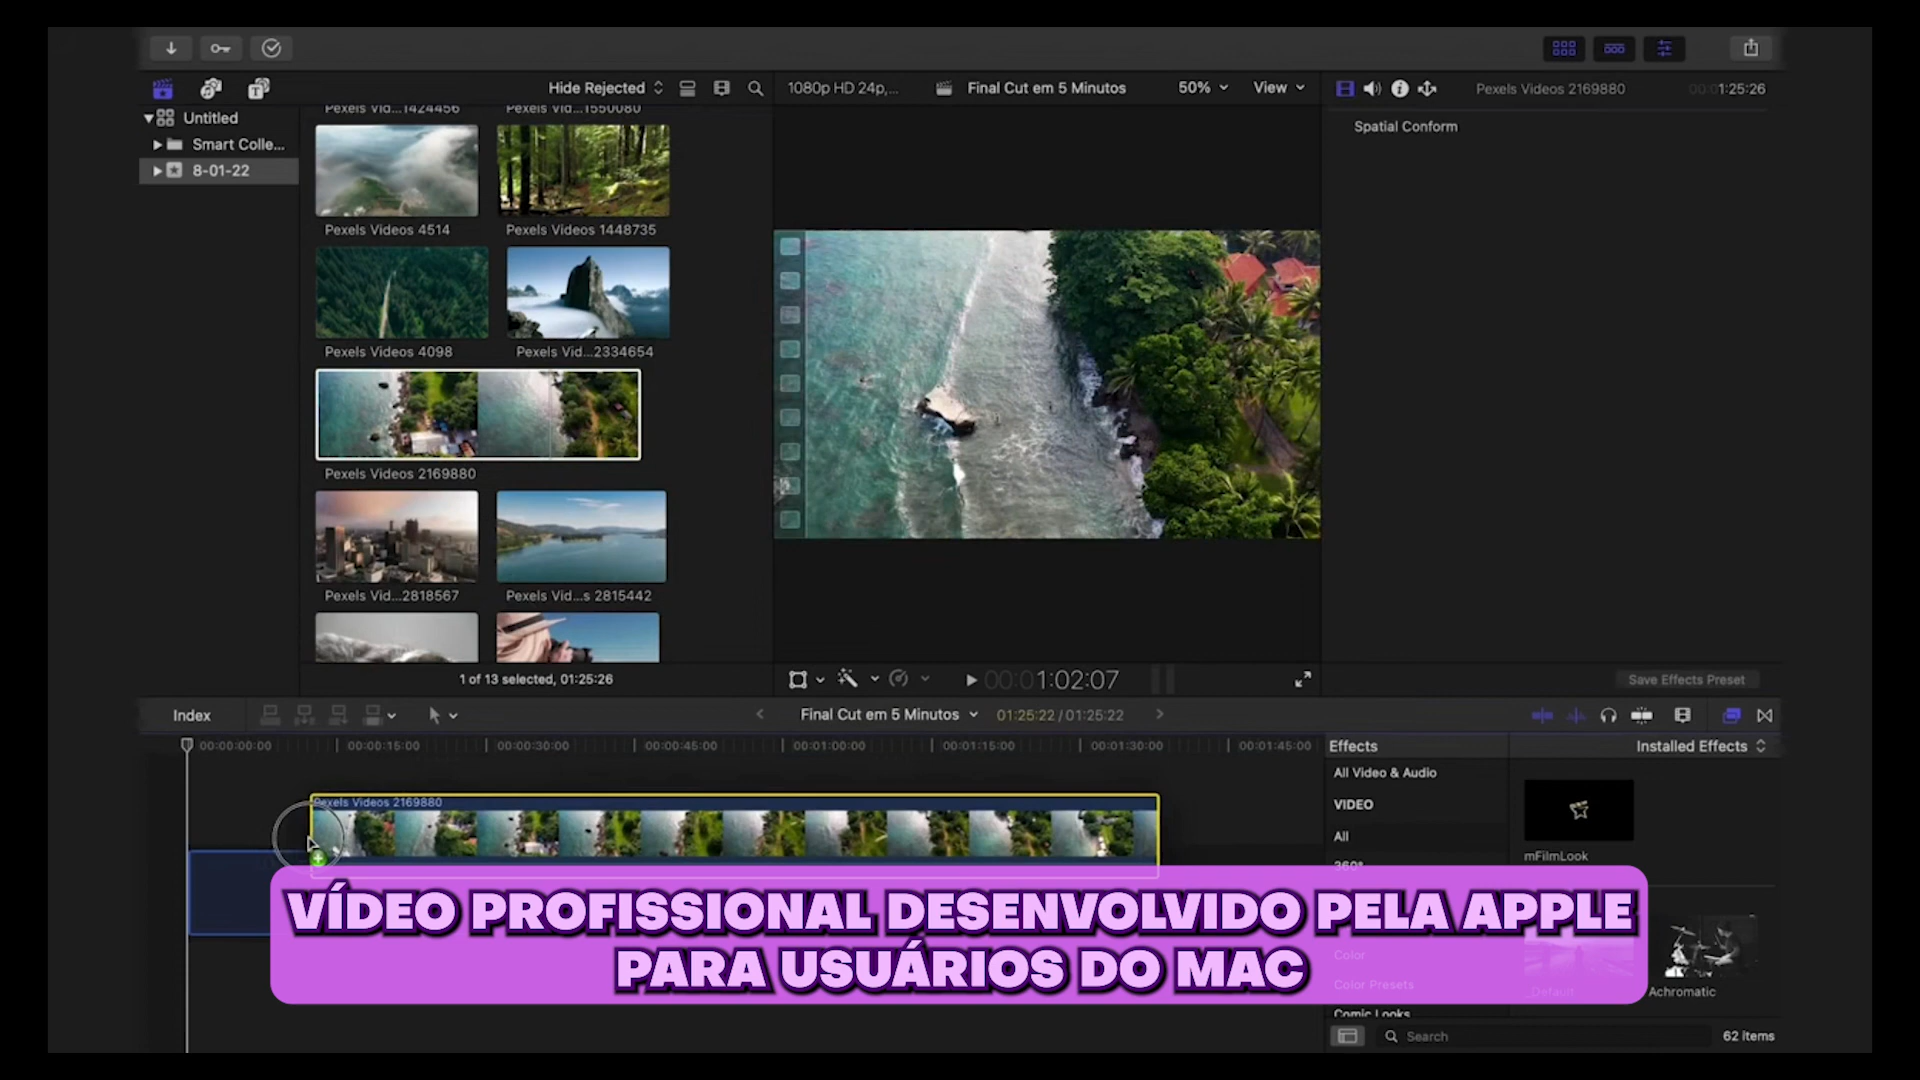 Hide Rejected
1080p HD 24p,...
Final Cut em 5 Minutos
50%
View
Pexels Videos 2169880
00:00:1:25:26
Untitled
Smart Colle...
8-01-22
Pexels Vid...1424456
Pexels Vid...1550080
Spatial Conform
Pexels Videos 4514
Pexels Videos 1448735
Pexels Videos 4098
Pexels Vid...2334654
Pexels Videos 2169880
Pexels Vid...2818567
Pexels Vid...s 2815442
1 of 13 selected, 01:25:26
00:01:02:07
Save Effects Preset
Index
Final Cut em 5 Minutos
01:25:22 / 01:25:22
00:00:00:00
00:00:15:00
00:00:30:00
00:00:45:00
00:01:00:00
00:01:15:00
00:01:30:00
00:01:45:00
Effects
Installed Effects
All Video & Audio
VIDEO
All
360°
mFilmLook
Pexels Videos 2169880
VÍDEO PROFISSIONAL DESENVOLVIDO PELA APPLE
PARA USUÁRIOS DO MAC
Color
Color Presets
Comic Looks
_Default
Achromatic
Search
62 items